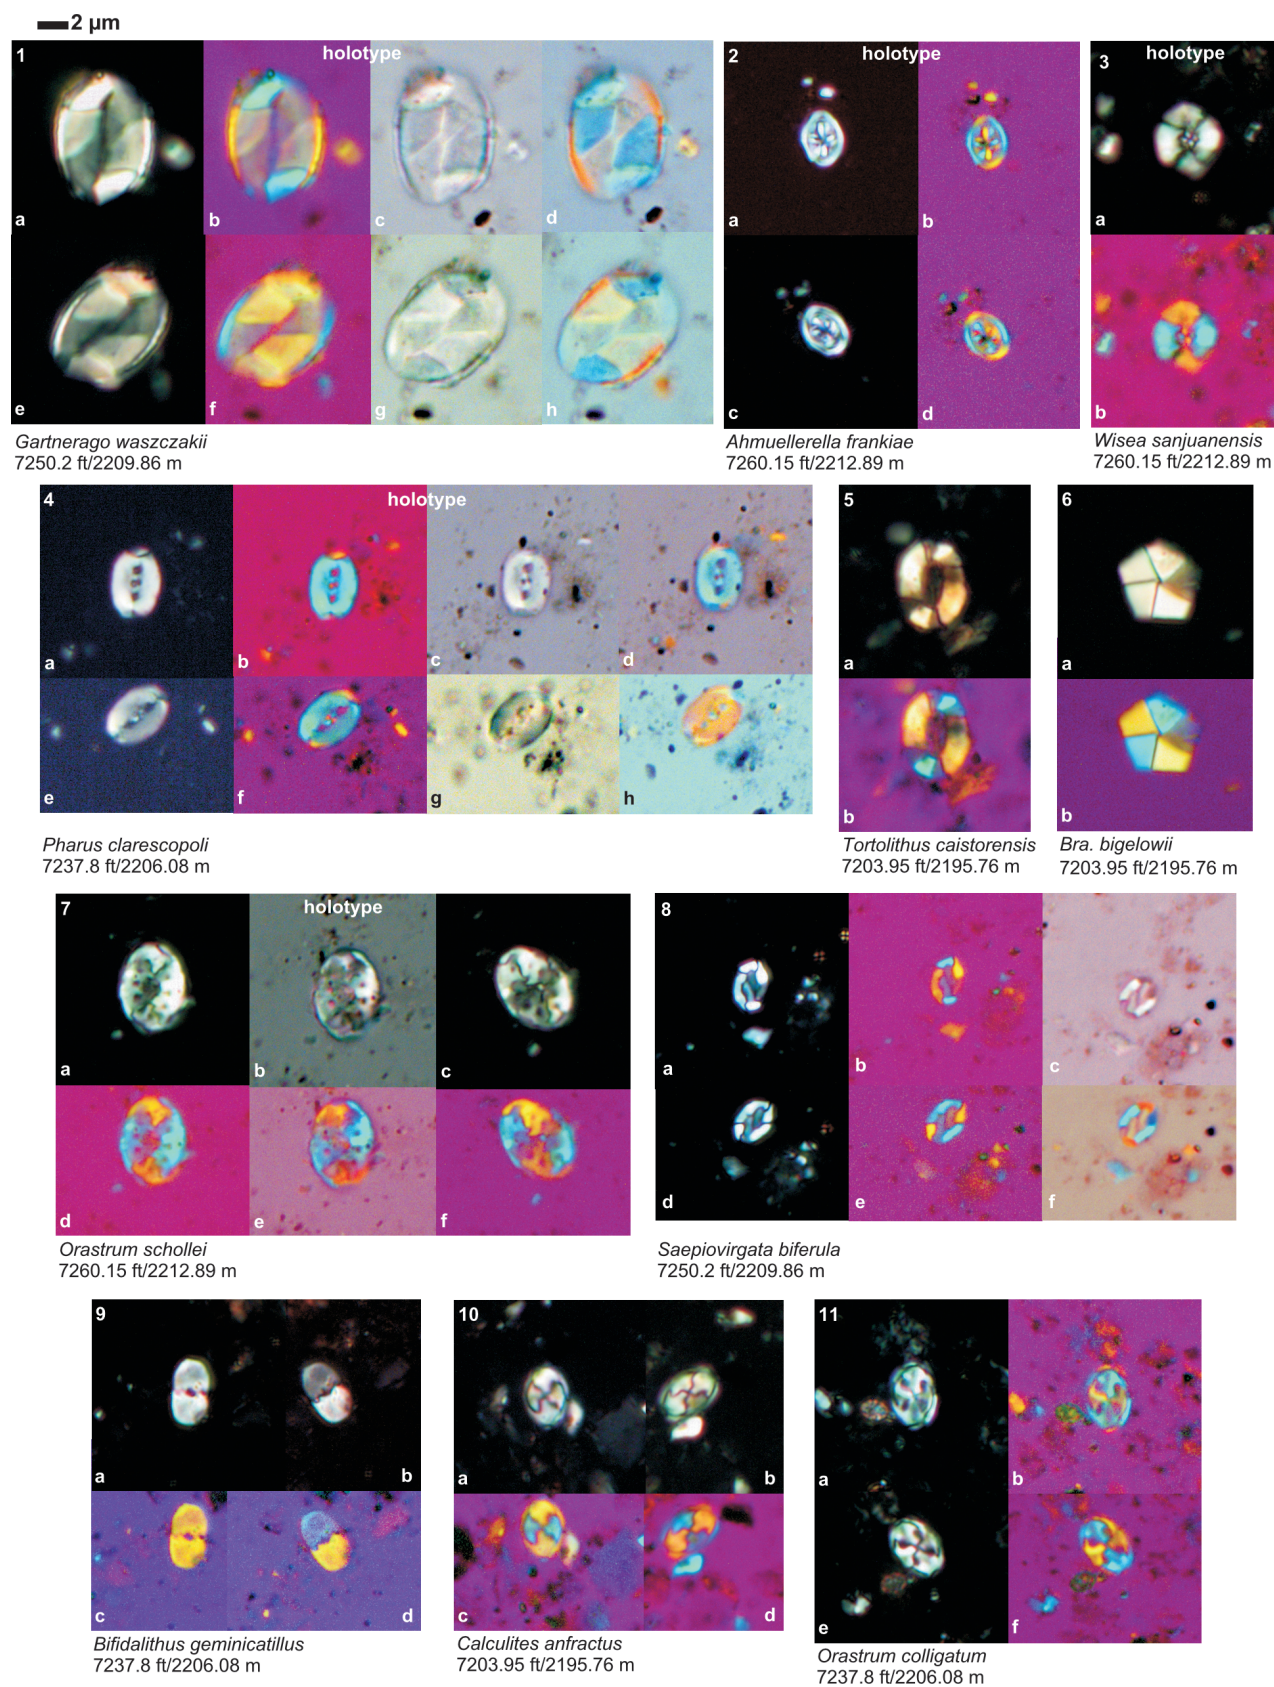 2 µm
1 holotype
a b c d
e f g h
Gartnerago waszczakii
7250.2 ft/2209.86 m
2 holotype
a b
c d
Ahmuellerella frankiae
7260.15 ft/2212.89 m
3 holotype
a
b
Wisea sanjuanensis
7260.15 ft/2212.89 m
4 holotype
a b c d
e f g h
Pharus clarescopoli
7237.8 ft/2206.08 m
5
a
b
Tortolithus caistorensis
7203.95 ft/2195.76 m
6
a
b
Bra. bigelowii
7203.95 ft/2195.76 m
7 holotype
a b c
d e f
Orastrum schollei
7260.15 ft/2212.89 m
8
a b c
d e f
Saepiovirgata biferula
7250.2 ft/2209.86 m
9
a b
c d
Bifidalithus geminicatillus
7237.8 ft/2206.08 m
10
a b
c d
Calculites anfractus
7203.95 ft/2195.76 m
11
a b
e f
Orastrum colligatum
7237.8 ft/2206.08 m